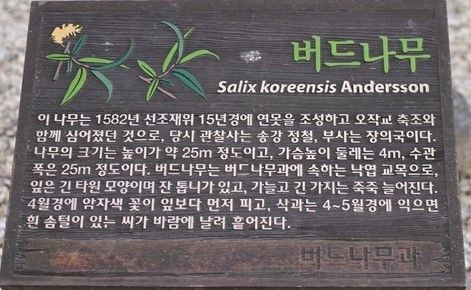 버드나무
Salix koreensis Andersson
이 나무는 1582년 선조재위 15년경에 연못을 조성하고 오작교 축조와
함께 심어졌던 것으로, 당시 관찰사는 송강 정철, 부사는 장의국이다.
나무의 크기는 높이가 약 25m 정도이고, 가슴높이 둘레는 4m, 수관
폭은 25m 정도이다. 버드나무는 버드나무과에 속하는 낙엽 교목으로,
잎은 긴 타원 모양이며 잔 톱니가 있고, 가늘고 긴 가지는 죽죽 늘어진다.
4월경에 암자색 꽃이 잎보다 먼저 피고, 삭과는 4~5월경에 익으면
흰 솜털이 있는 씨가 바람에 날려 흩어진다.
버드나무과